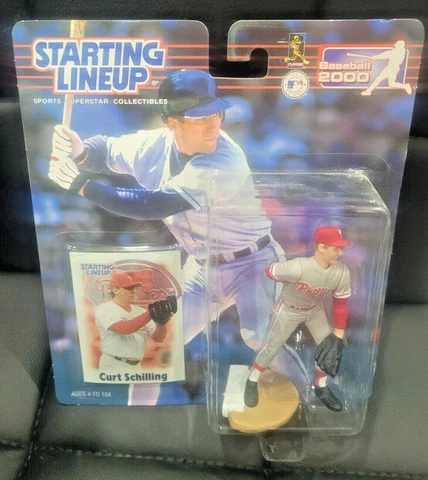 STARTING
LINEUP
SPORTS SUPERSTAR COLLECTIBLES
Baseball
2000
STARTING
LINEUP
Curt Schilling
AGES 4 TO 104
Phillies